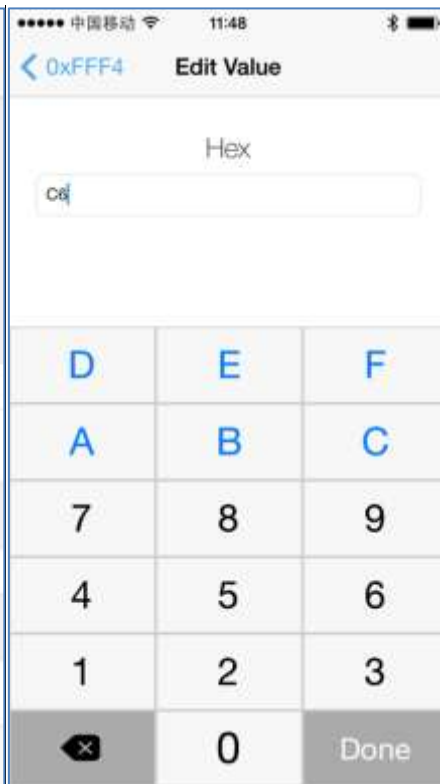 中国移动 11:48
0xFFF4 Edit Value
Hex
C6
D E F
A B C
7 8 9
4 5 6
1 2 3
0 Done